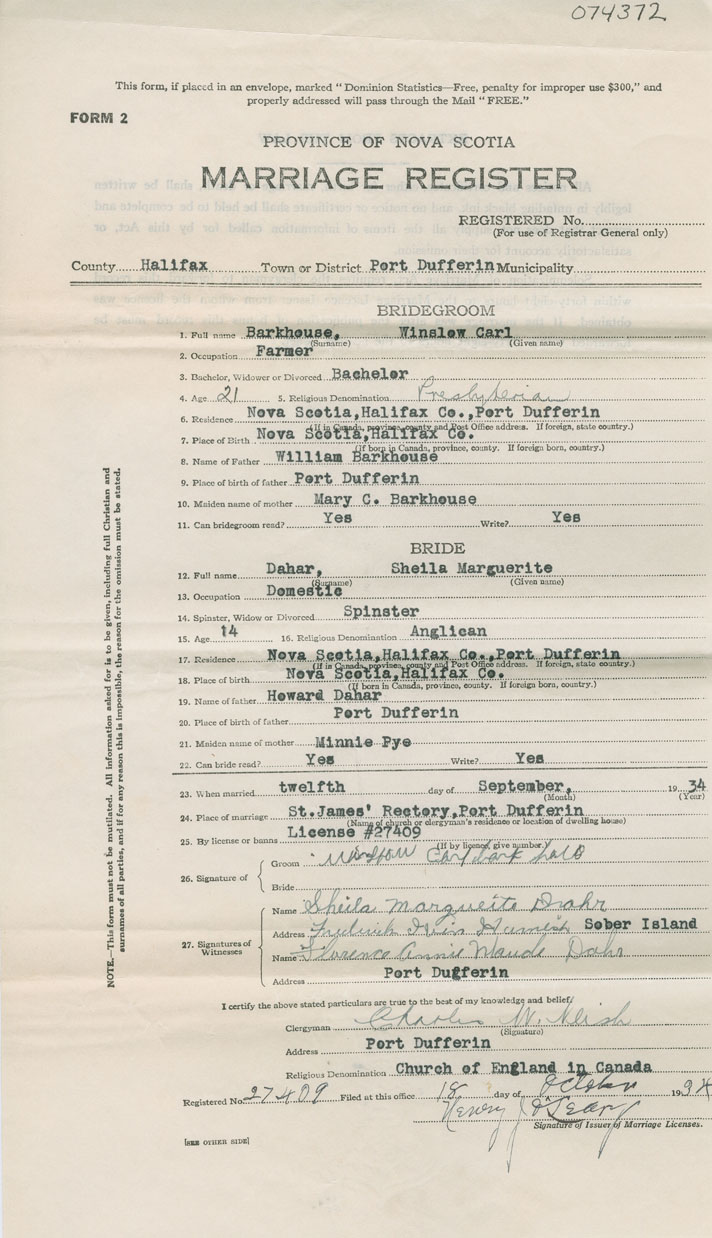 074372
This form, if placed in an envelope, marked "Dominion Statistics—Free, penalty for improper use $300," and
properly addressed will pass through the Mail "FREE."
FORM 2
PROVINCE OF NOVA SCOTIA
MARRIAGE REGISTER
REGISTERED No.
(For use of Registrar General only)
County Halifax Town or District Port Dufferin Municipality
BRIDEGROOM
1. Full name Barkhouse, Winslow Carl
(Surname) (Given name)
2. Occupation Farmer
3. Bachelor, Widower or Divorced Bachelor
4. Age 21 5. Religious Denomination Presbyterian
6. Residence Nova Scotia,Halifax Co.,Port Dufferin
(If in Canada, province, county and Post Office address. If foreign, state country.)
7. Place of Birth Nova Scotia,Halifax Co.
(If born in Canada, province, county. If foreign born, country.)
8. Name of Father William Barkhouse
9. Place of birth of father Port Dufferin
10. Maiden name of mother Mary C. Barkhouse
11. Can bridegroom read? Yes Write? Yes
BRIDE
12. Full name Dahar, Sheila Marguerite
(Surname) (Given name)
13. Occupation Domestic
14. Spinster, Widow or Divorced Spinster
15. Age 14 16. Religious Denomination Anglican
17. Residence Nova Scotia,Halifax Co.,Port Dufferin
(If in Canada, province, county and Post Office address. If foreign, state country.)
18. Place of birth Nova Scotia,Halifax Co.
(If born in Canada, province, county. If foreign born, country.)
19. Name of father Howard Dahar
20. Place of birth of father Port Dufferin
21. Maiden name of mother Minnie Pye
22. Can bride read? Yes Write? Yes
23. When married twelfth day of September, 19 34
(Month) (Year)
24. Place of marriage St.James' Rectory,Port Dufferin
(Name of church or clergyman's residence or location of dwelling house)
25. By license or banns License #27409
(If by license, give number.)
26. Signature of
Groom Winslow Carl
Bride
27. Signatures of Witnesses
Name Sheila Marguerite
Address Sober Island
Name Florence Annie Maude Dahr
Address Port Dugferin
I certify the above stated particulars are true to the best of my knowledge and belief.
Clergyman Charles W.
(Signature)
Address Port Dufferin
Religious Denomination Church of England in Canada
Registered No. 27409 Filed at this office 18 day of October 1934
Henry J O'Leary
Signature of Issuer of Marriage Licenses.
[SEE OTHER SIDE]
NOTE.—This form must not be mutilated. All information asked for is to be given, including full Christian and
surnames of all parties, and if for any reason this is impossible, the reason for the omission must be stated.